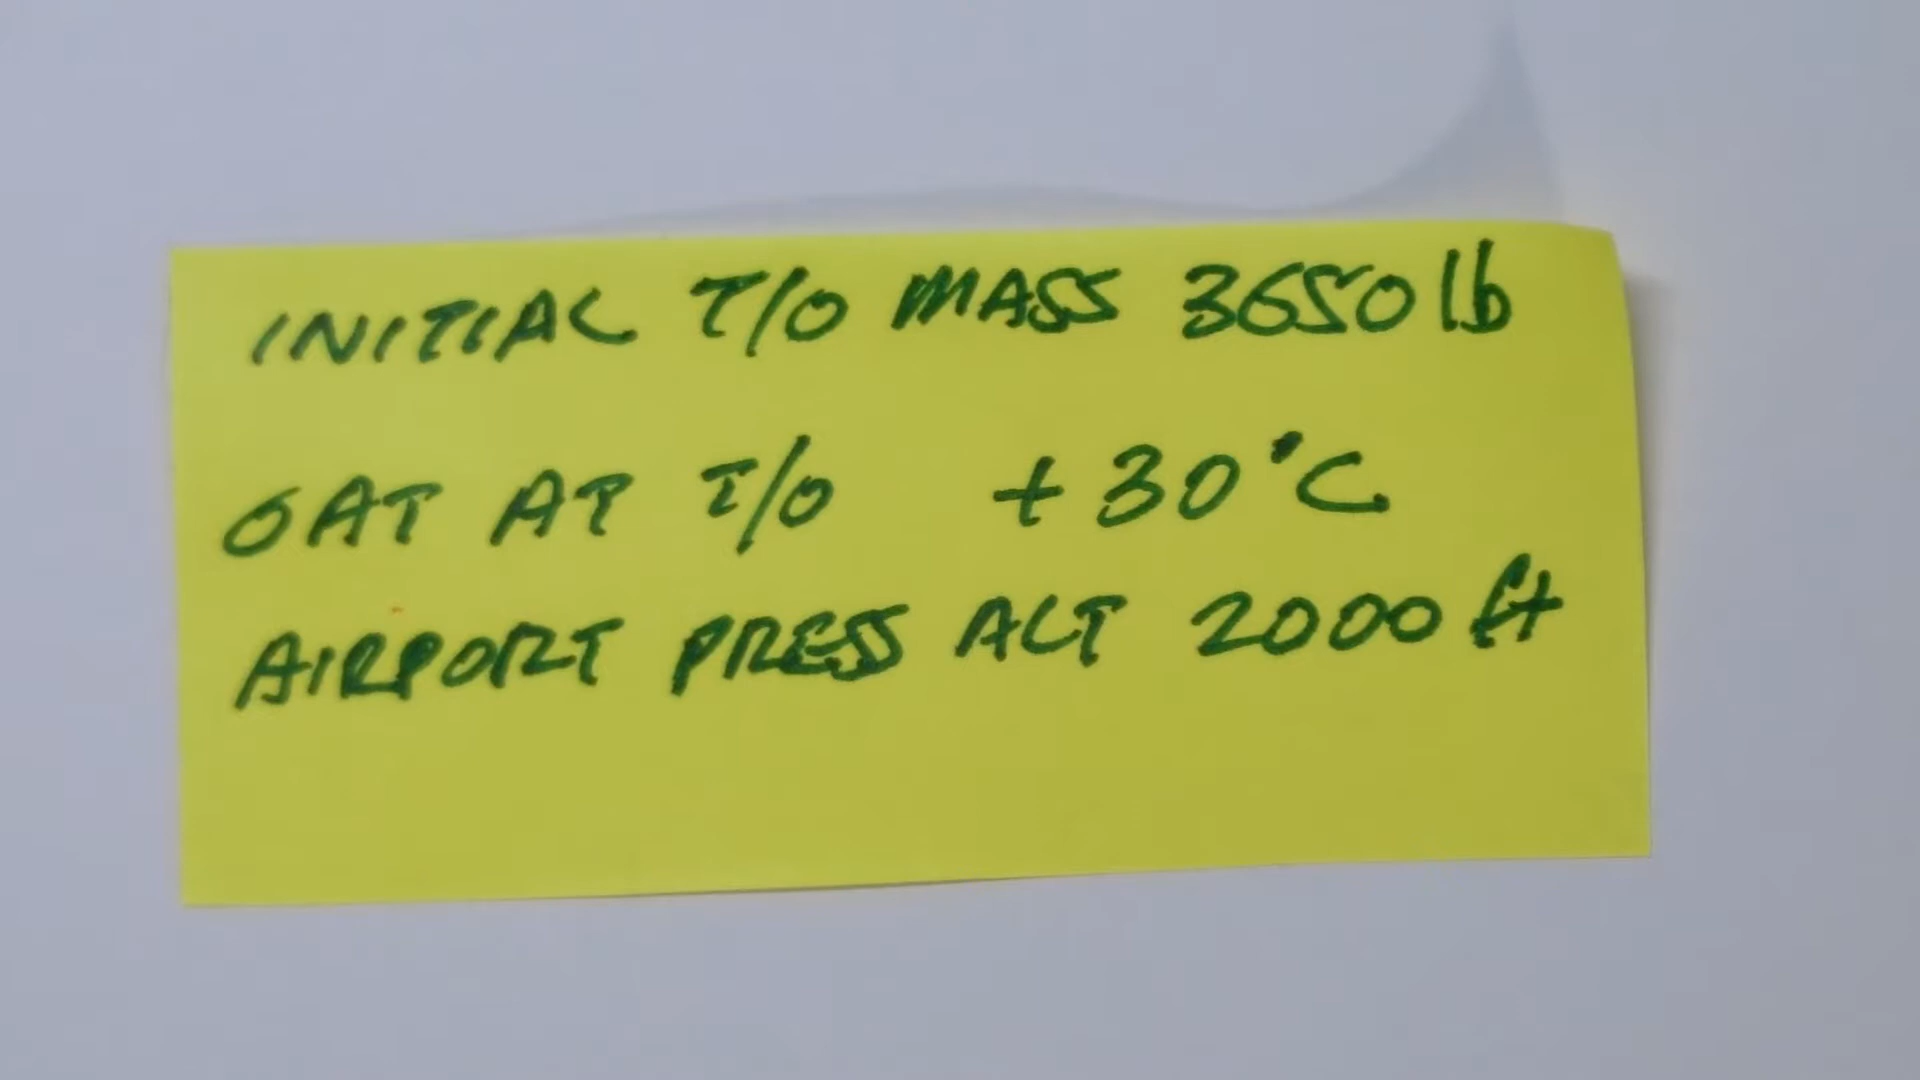 INITIAL T/O MASS 3650 lb
OAT AT T/O +30°C
AIRPORT PRESS ALT 2000 ft